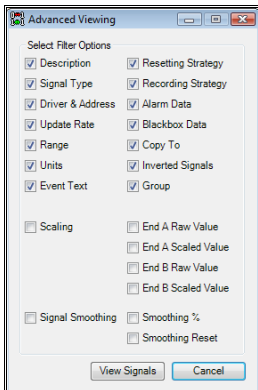 Advanced Viewing
Select Filter Options
Description
Resetting Strategy
Signal Type
Recording Strategy
Driver & Address
Alarm Data
Update Rate
Blackbox Data
Range
Copy To
Units
Inverted Signals
Event Text
Group
Scaling
End A Raw Value
End A Scaled Value
End B Raw Value
End B Scaled Value
Signal Smoothing
Smoothing %
Smoothing Reset
View Signals
Cancel